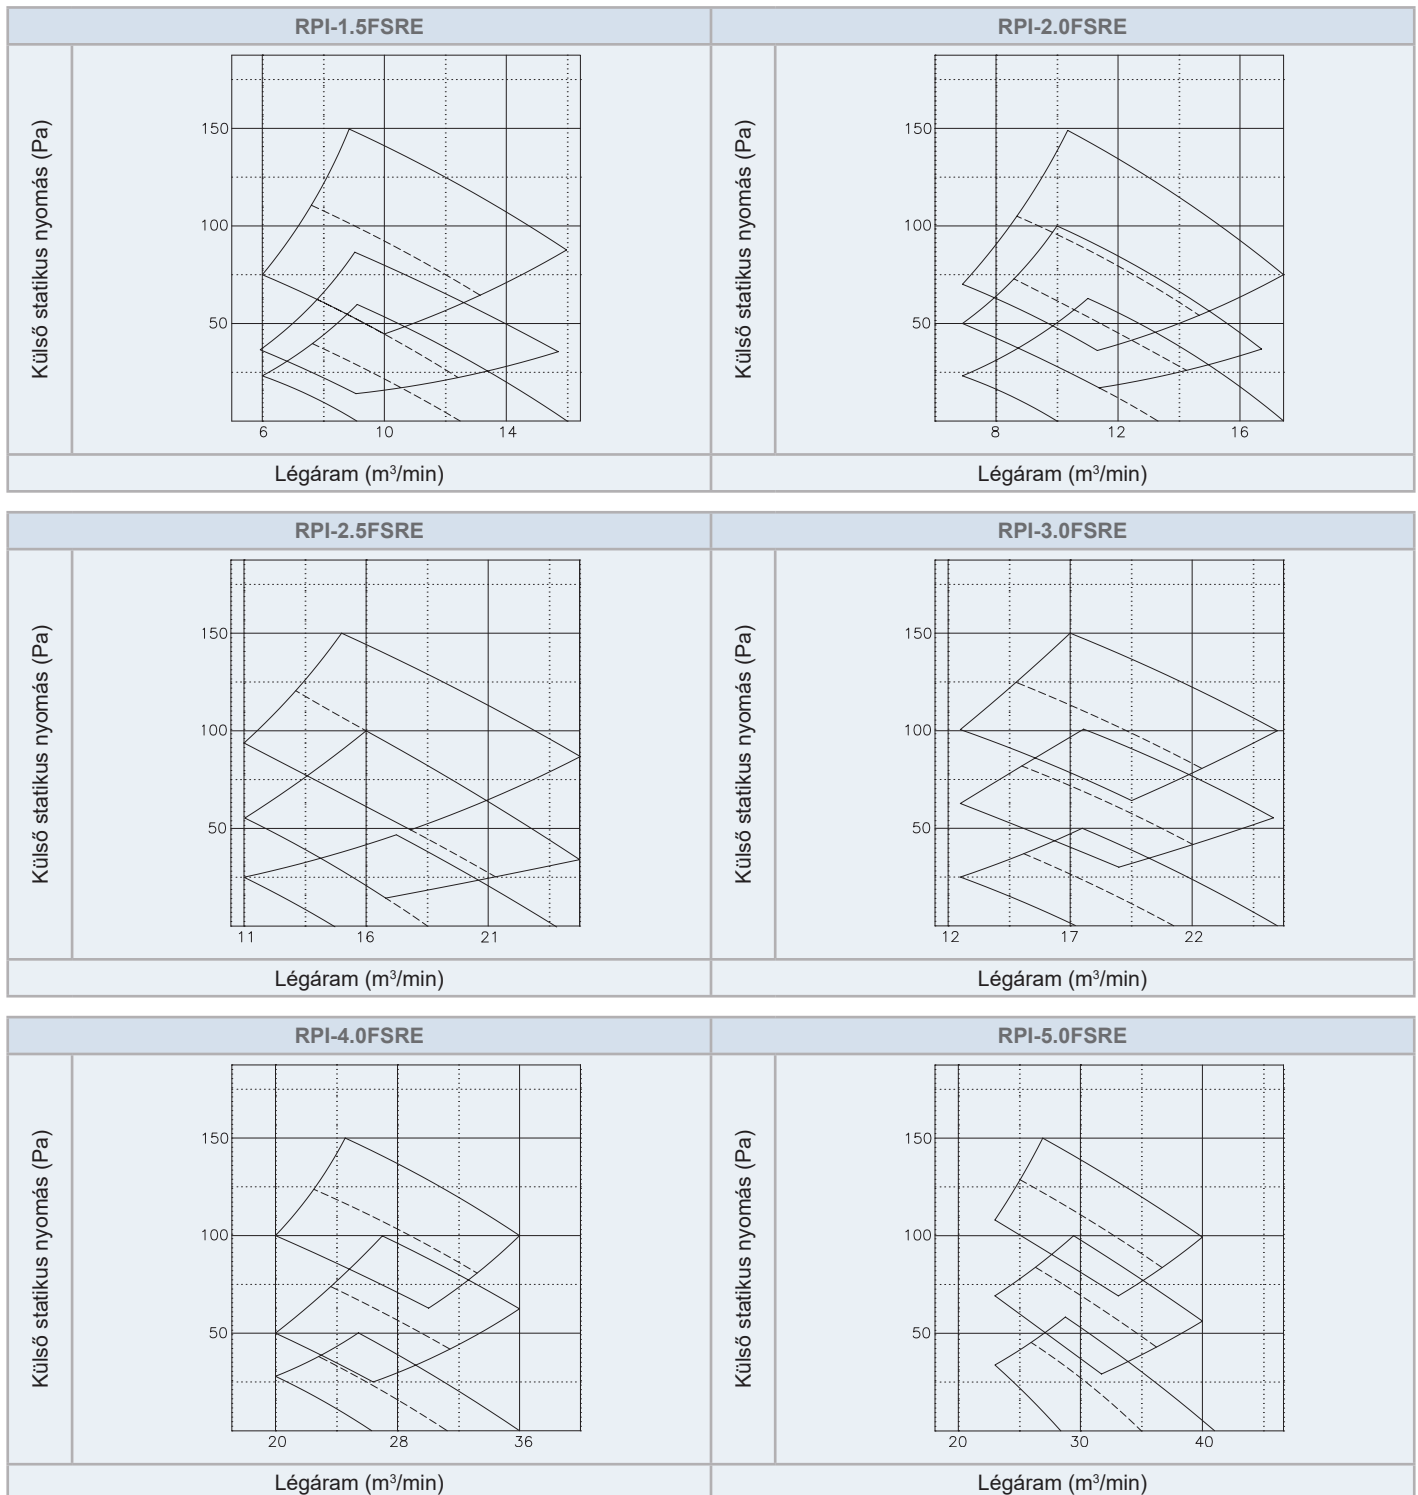 RPI-1.5FSRE
RPI-2.0FSRE
Külső statikus nyomás (Pa)
150
100
50
6 10 14
Külső statikus nyomás (Pa)
150
100
50
8 12 16
Légáram (m³/min)
Légáram (m³/min)
RPI-2.5FSRE
RPI-3.0FSRE
Külső statikus nyomás (Pa)
150
100
50
11 16 21
Külső statikus nyomás (Pa)
150
100
50
12 17 22
Légáram (m³/min)
Légáram (m³/min)
RPI-4.0FSRE
RPI-5.0FSRE
Külső statikus nyomás (Pa)
150
100
50
20 28 36
Külső statikus nyomás (Pa)
150
100
50
20 30 40
Légáram (m³/min)
Légáram (m³/min)